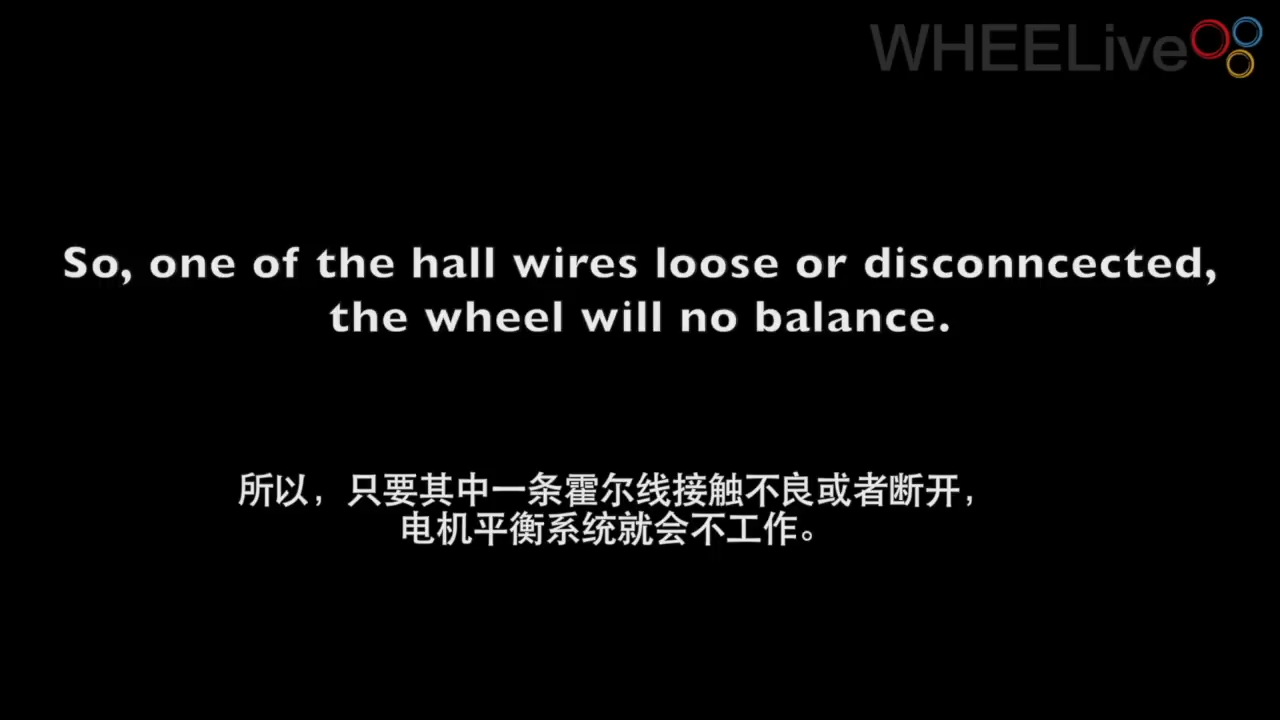 WHEELive
So, one of the hall wires loose or disconncected,
the wheel will no balance.
所以，只要其中一条霍尔线接触不良或者断开，
电机平衡系统就会不工作。